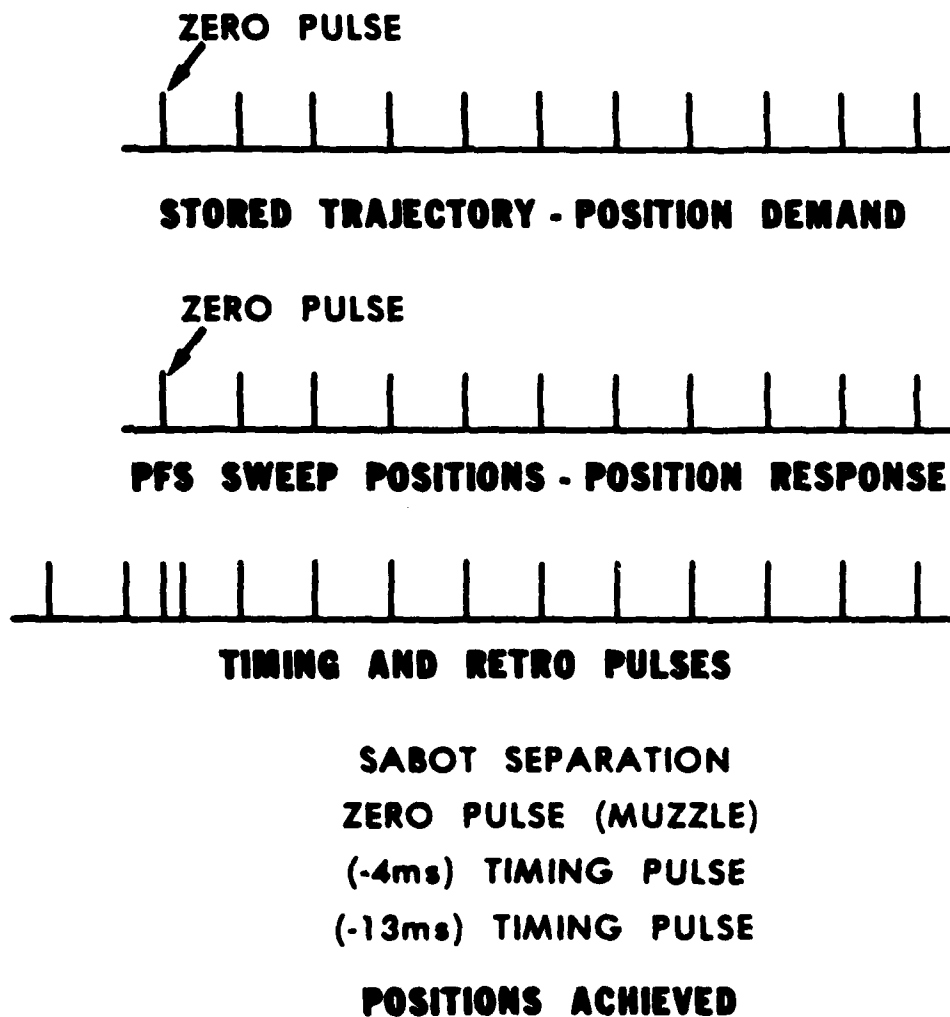 ZERO PULSE
STORED TRAJECTORY - POSITION DEMAND
ZERO PULSE
PFS SWEEP POSITIONS - POSITION RESPONSE
TIMING AND RETRO PULSES
SABOT SEPARATION
ZERO PULSE (MUZZLE)
(-4ms) TIMING PULSE
(-13ms) TIMING PULSE
POSITIONS ACHIEVED